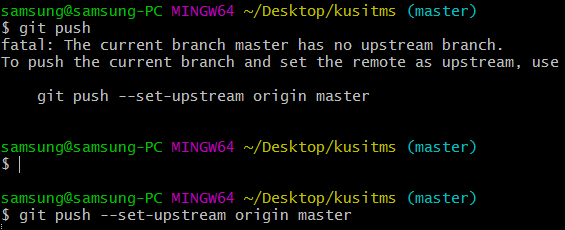 samsung@samsung-PC MINGW64 ~/Desktop/kusitms (master)
$ git push
fatal: The current branch master has no upstream branch.
To push the current branch and set the remote as upstream, use
    git push --set-upstream origin master
samsung@samsung-PC MINGW64 ~/Desktop/kusitms (master)
$
samsung@samsung-PC MINGW64 ~/Desktop/kusitms (master)
$ git push --set-upstream origin master